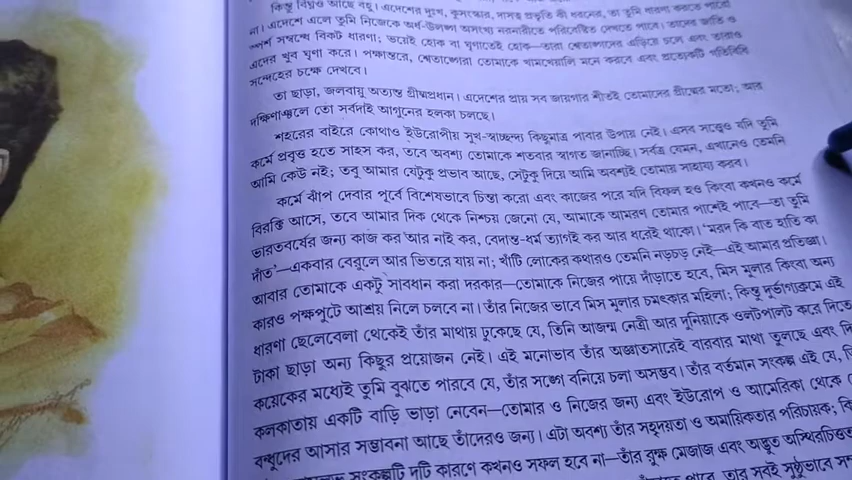 কিন্তু বিঘ্নও আছে বহু। এদেশের দুঃখ, কুসংস্কার, দাসত্ব প্রভৃতি কী ধরনের, তা তুমি ধারণা করতে পারো
না। এদেশে এলে তুমি নিজেকে অর্ধ-উলঙ্গ অসংখ্য নরনারীতে পরিবেষ্টিত দেখতে পাবে। তাদের জাতি ও
স্পর্শ সম্বন্ধে বিকট ধারণা; ভয়েই হোক বা ঘৃণাতেই হোক—তারা শ্বেতাঙ্গদের এড়িয়ে চলে এবং তারাও
এদের খুব ঘৃণা করে। পক্ষান্তরে, শ্বেতাঙ্গেরা তোমাকে খামখেয়ালি মনে করবে এবং প্রত্যেকটি গতিবিধি
সন্দেহের চক্ষে দেখবে।
তা ছাড়া, জলবায়ু অত্যন্ত গ্রীষ্মপ্রধান। এদেশের প্রায় সব জায়গার শীতই তোমাদের গ্রীষ্মের মতো; আর
দক্ষিণাঞ্চলে তো সর্বদাই আগুনের হলকা চলছে।
শহরের বাইরে কোথাও ইউরোপীয় সুখ-স্বাচ্ছন্দ্য কিছুমাত্র পাবার উপায় নেই। এসব সত্ত্বেও যদি তুমি
কর্মে প্রবৃত্ত হতে সাহস কর, তবে অবশ্য তোমাকে শতবার স্বাগত জানাচ্ছি। সর্বত্র যেমন, এখানেও তেমনি
আমি কেউ নই; তবু আমার যেটুকু প্রভাব আছে, সেটুকু দিয়ে আমি অবশ্যই তোমায় সাহায্য করব।
কর্মে ঝাঁপ দেবার পূর্বে বিশেষভাবে চিন্তা করো এবং কাজের পরে যদি বিফল হও কিংবা কখনও কর্মে
বিরক্তি আসে, তবে আমার দিক থেকে নিশ্চয় জেনো যে, আমাকে আমরণ তোমার পাশেই পাবে—তা তুমি
ভারতবর্ষের জন্য কাজ কর আর নাই কর, বেদান্ত-ধর্ম ত্যাগই কর আর ধরেই থাকো। 'মরদ কি বাত হাতি কা
দাঁত'—একবার বেরুলে আর ভিতরে যায় না; খাঁটি লোকের কথারও তেমনি নড়চড় নেই—এই আমার প্রতিজ্ঞা।
আবার তোমাকে একটু সাবধান করা দরকার—তোমাকে নিজের পায়ে দাঁড়াতে হবে, মিস মূলার কিংবা অন্য
কারও পক্ষপুটে আশ্রয় নিলে চলবে না। তাঁর নিজের ভাবে মিস মূলার চমৎকার মহিলা; কিন্তু দুর্ভাগ্যক্রমে এই
ধারণা ছেলেবেলা থেকেই তাঁর মাথায় ঢুকেছে যে, তিনি আজন্ম নেত্রী আর দুনিয়াকে ওলটপালট করে দিতে
টাকা ছাড়া অন্য কিছুর প্রয়োজন নেই। এই মনোভাব তাঁর অজ্ঞাতসারেই বারবার মাথা তুলছে এবং
কয়েকের মধ্যেই তুমি বুঝতে পারবে যে, তাঁর সঙ্গে বনিয়ে চলা অসম্ভব। তাঁর বর্তমান সংকল্প এই যে,
কলকাতায় একটি বাড়ি ভাড়া নেবেন—তোমার ও নিজের জন্য এবং ইউরোপ ও আমেরিকা থেকে
বন্ধুদের আসার সম্ভাবনা আছে তাঁদেরও জন্য। এটা অবশ্য তাঁর সহৃদয়তা ও অমায়িকতার পরিচায়ক;
সংকল্পটি দুটি কারণে কখনও সফল হবে না—তাঁর রুক্ষ মেজাজ এবং অদ্ভুত অস্থিরচিত্ততা
পারে, তার সবই সুষ্ঠুভাবে